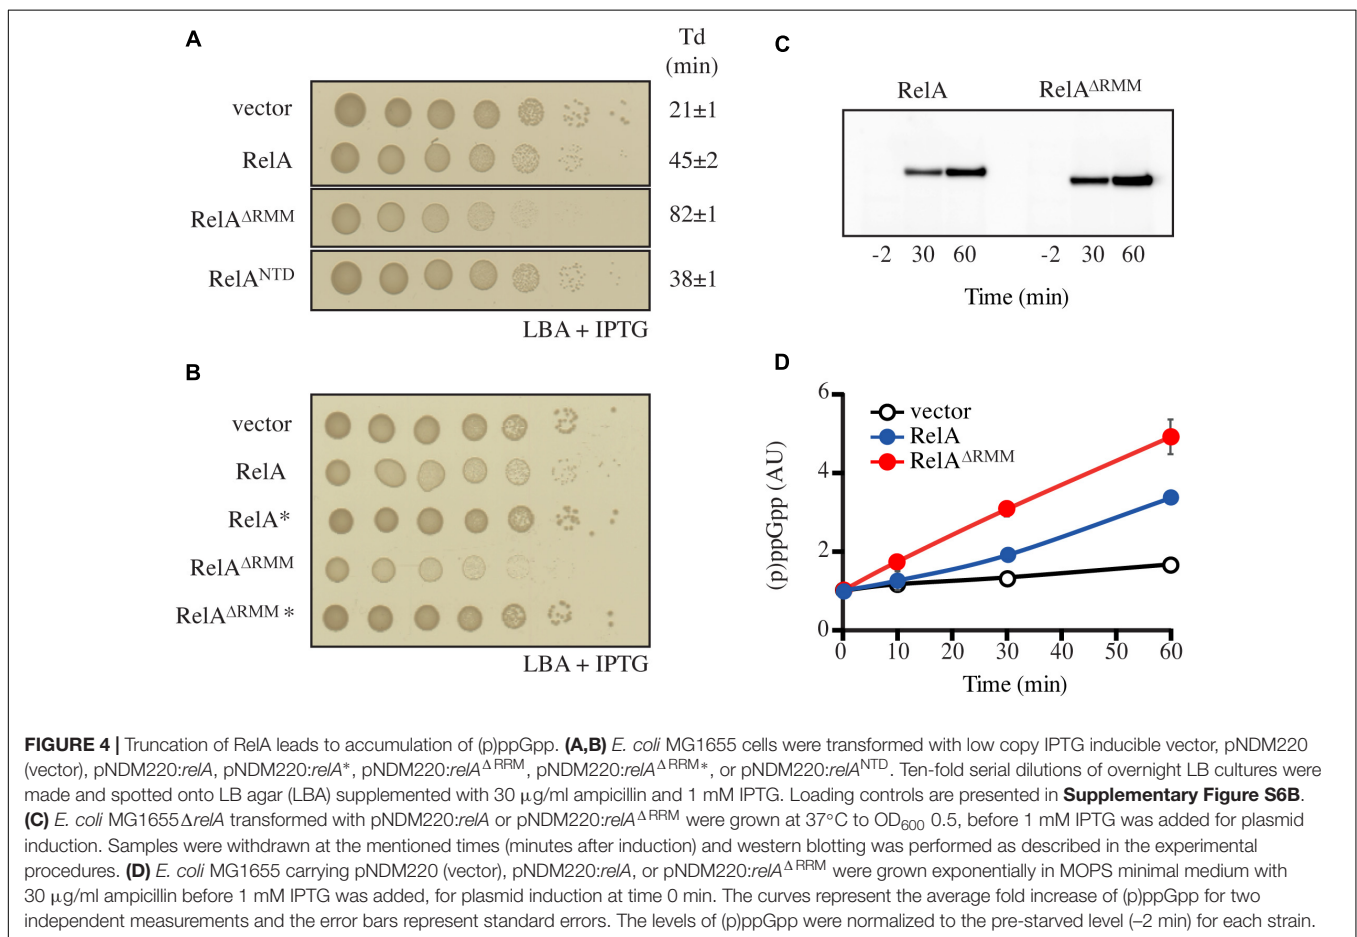 A
Td
(min)
vector
21±1
RelA
45±2
RelAΔRMM
82±1
RelANTD
38±1
LBA + IPTG
B
vector
RelA
RelA*
RelAΔRMM
RelAΔRMM *
LBA + IPTG
C
RelA RelAΔRMM
-2 30 60 -2 30 60
Time (min)
D
6
4
2
0
(p)ppGpp (AU)
vector
RelA
RelAΔRMM
0 10 20 30 40 50 60
Time (min)
FIGURE 4 | Truncation of RelA leads to accumulation of (p)ppGpp. (A,B) E. coli MG1655 cells were transformed with low copy IPTG inducible vector, pNDM220
(vector), pNDM220:relA, pNDM220:relA*, pNDM220:relAΔRRM, pNDM220:relAΔRRM*, or pNDM220:relANTD. Ten-fold serial dilutions of overnight LB cultures were
made and spotted onto LB agar (LBA) supplemented with 30 μg/ml ampicillin and 1 mM IPTG. Loading controls are presented in Supplementary Figure S6B.
(C) E. coli MG1655ΔrelA transformed with pNDM220:relA or pNDM220:relAΔRRM were grown at 37°C to OD600 0.5, before 1 mM IPTG was added for plasmid
induction. Samples were withdrawn at the mentioned times (minutes after induction) and western blotting was performed as described in the experimental
procedures. (D) E. coli MG1655 carrying pNDM220 (vector), pNDM220:relA, or pNDM220:relAΔRRM were grown exponentially in MOPS minimal medium with
30 μg/ml ampicillin before 1 mM IPTG was added, for plasmid induction at time 0 min. The curves represent the average fold increase of (p)ppGpp for two
independent measurements and the error bars represent standard errors. The levels of (p)ppGpp were normalized to the pre-starved level (–2 min) for each strain.